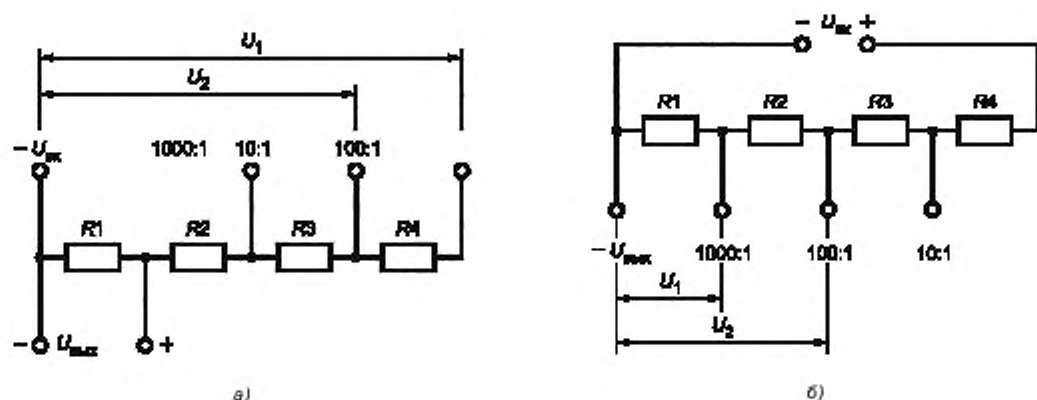 U₁
U₂
- Uвх 1000:1 10:1 100:1
R1 R2 R3 R4
- Uвых +
а)
- Uвх +
R1 R2 R3 R4
- Uвых 1000:1 100:1 10:1
U₁
U₂
б)